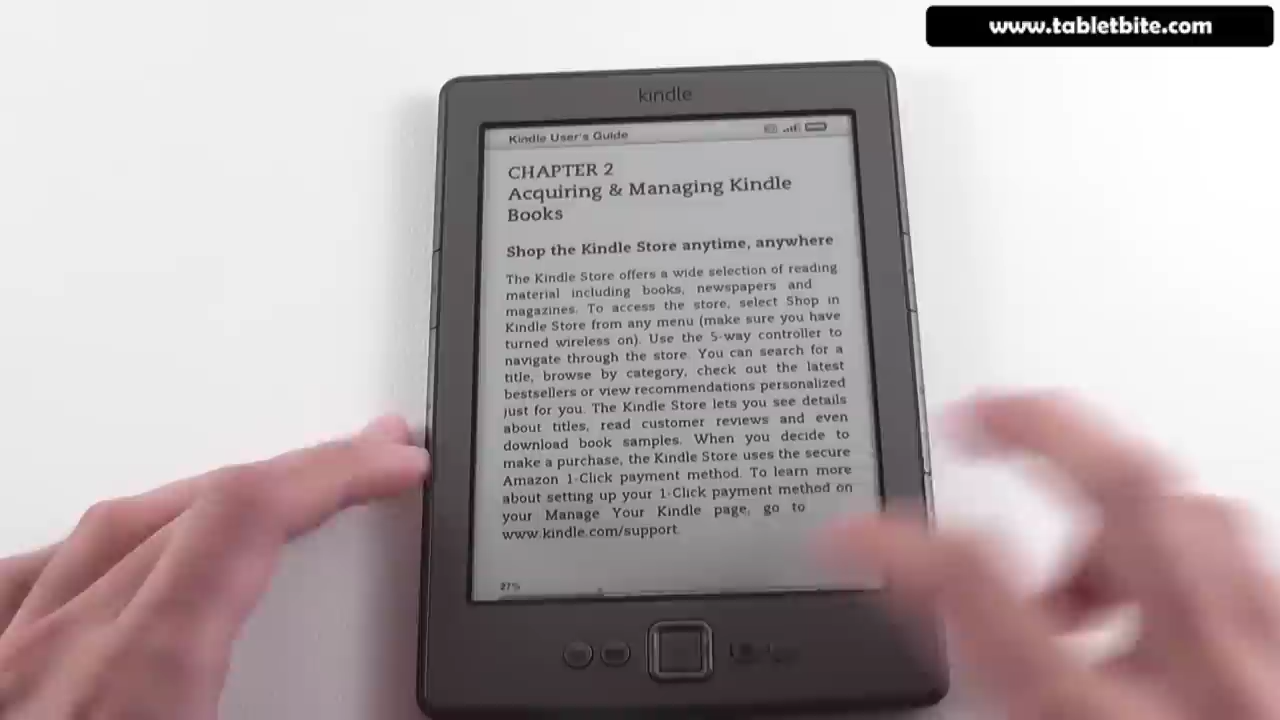 www.tabletbite.com
kindle
Kindle User's Guide
CHAPTER 2
Acquiring & Managing Kindle
Books
Shop the Kindle Store anytime, anywhere
The Kindle Store offers a wide selection of reading
material including books, newspapers and
magazines. To access the store, select Shop in
Kindle Store from any menu (make sure you have
turned wireless on). Use the 5-way controller to
navigate through the store. You can search for a
title, browse by category, check out the latest
bestsellers or view recommendations personalized
just for you. The Kindle Store lets you see details
about titles, read customer reviews and even
download book samples. When you decide to
make a purchase, the Kindle Store uses the secure
Amazon 1-Click payment method. To learn more
about setting up your 1-Click payment method on
your Manage Your Kindle page, go to
www.kindle.com/support.
27%